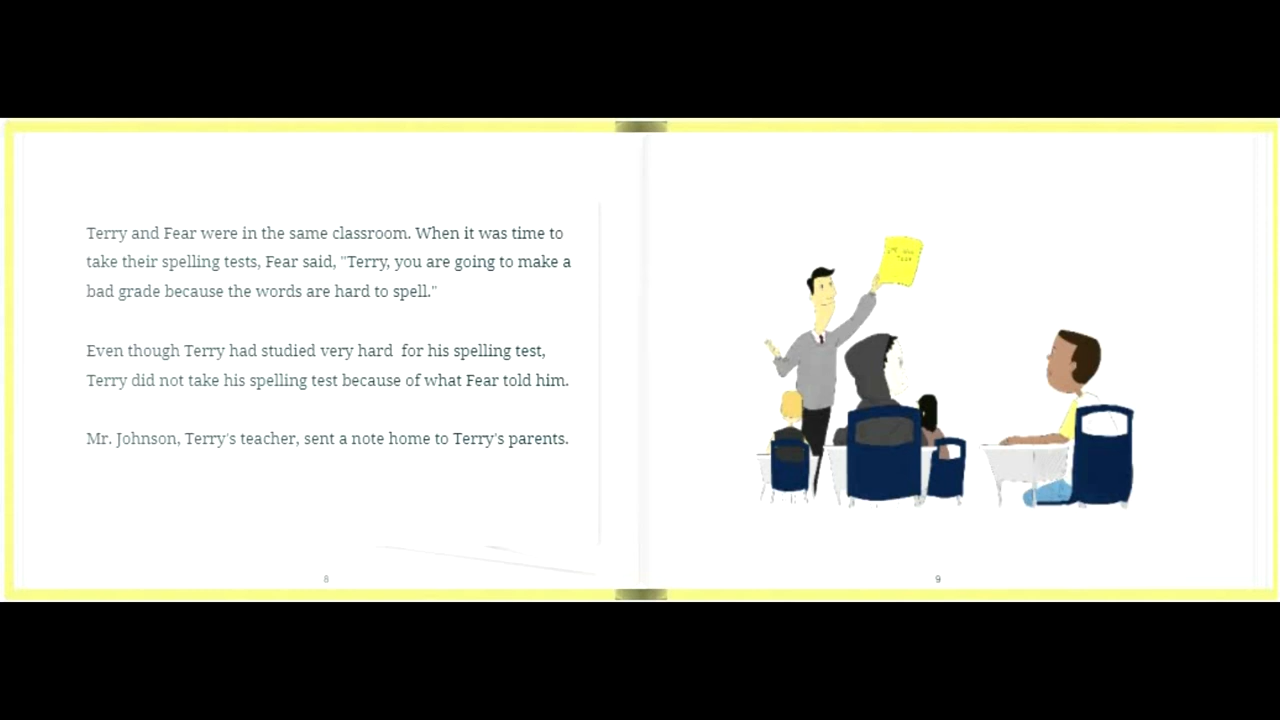 Terry and Fear were in the same classroom. When it was time to
take their spelling tests, Fear said, "Terry, you are going to make a
bad grade because the words are hard to spell."
Even though Terry had studied very hard  for his spelling test,
Terry did not take his spelling test because of what Fear told him.
Mr. Johnson, Terry's teacher, sent a note home to Terry's parents.
8
9